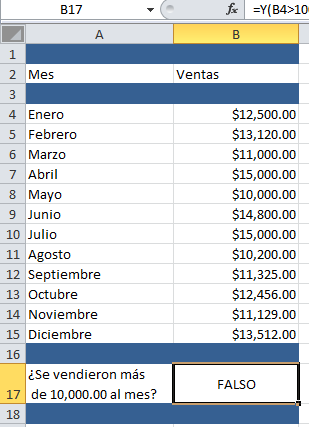 B17 fx =Y(B4>10
A B
1
2 Mes Ventas
3
4 Enero $12,500.00
5 Febrero $13,120.00
6 Marzo $11,000.00
7 Abril $15,000.00
8 Mayo $10,000.00
9 Junio $14,800.00
10 Julio $15,000.00
11 Agosto $10,200.00
12 Septiembre $11,325.00
13 Octubre $12,456.00
14 Noviembre $11,129.00
15 Diciembre $13,512.00
16
¿Se vendieron más
17 de 10,000.00 al mes? FALSO
18